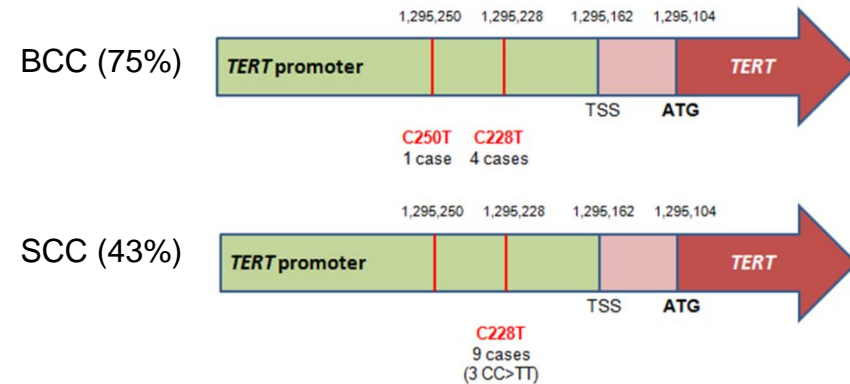 1,295,250 1,295,228 1,295,162 1,295,104
BCC (75%) TERT promoter TERT
TSS ATG
C250T C228T
1 case 4 cases
1,295,250 1,295,228 1,295,162 1,295,104
SCC (43%) TERT promoter TERT
TSS ATG
C228T
9 cases
(3 CC>TT)